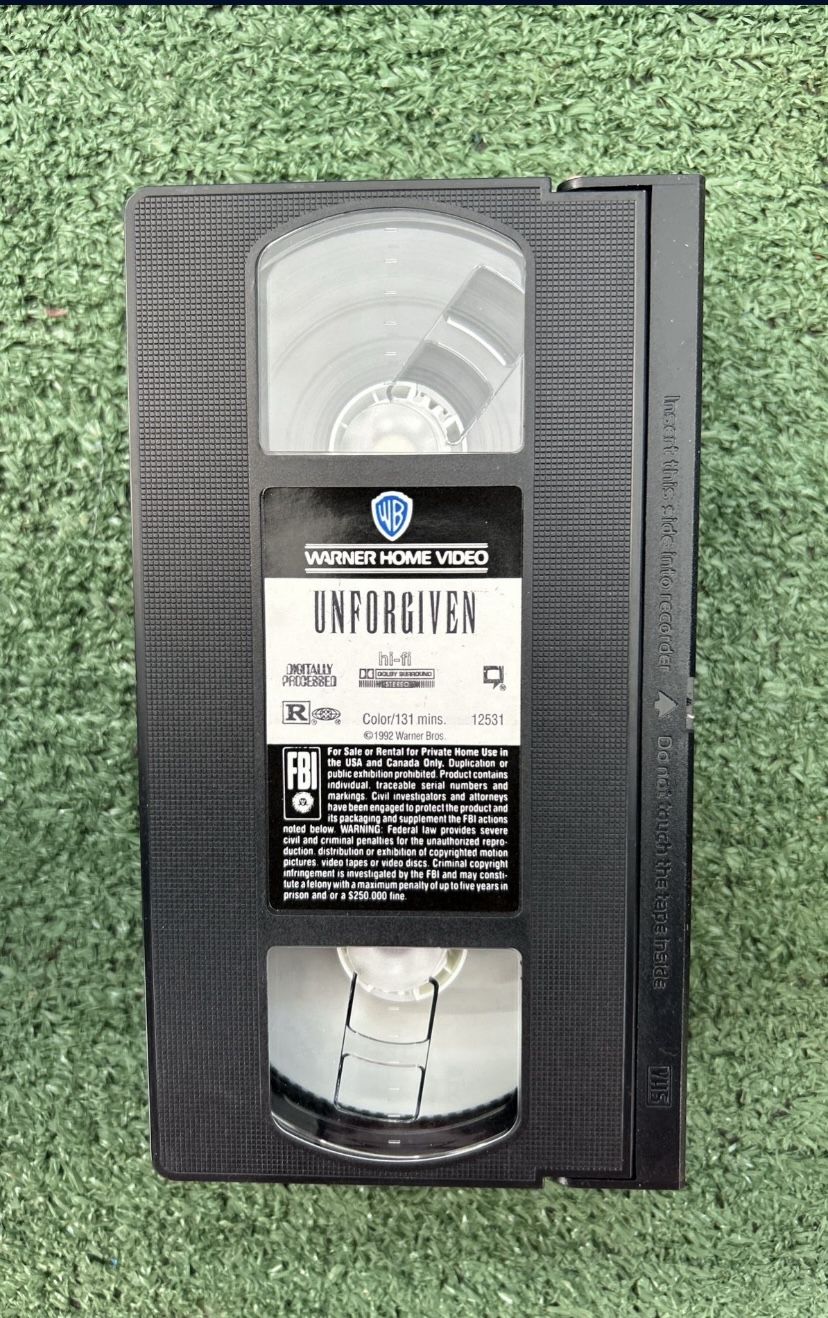 WB
WARNER HOME VIDEO
UNFORGIVEN
hi-fi
DIGITALLY
PROCESSED
DOLBY SURROUND
STEREO
R
Color/131 mins. 12531
©1992 Warner Bros.
FBI
For Sale or Rental for Private Home Use in
the USA and Canada Only. Duplication or
public exhibition prohibited. Product contains
individual, traceable serial numbers and
markings. Civil investigators and attorneys
have been engaged to protect the product and
its packaging and supplement the FBI actions
noted below. WARNING: Federal law provides severe
civil and criminal penalties for the unauthorized repro-
duction, distribution or exhibition of copyrighted motion
pictures, video tapes or video discs. Criminal copyright
infringement is investigated by the FBI and may consti-
tute a felony with a maximum penalty of up to five years in
prison and or a $250.000 fine.
Insert this side into recorder Do not touch the tape inside
VHS